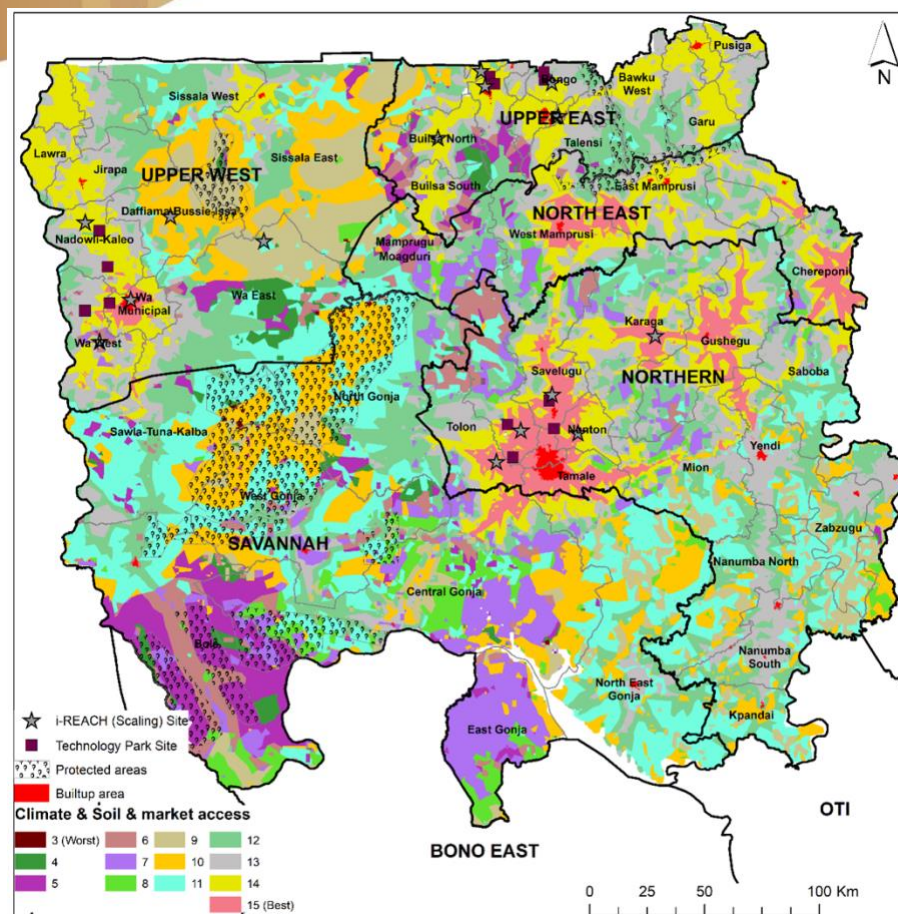 N
Pusiga
Bawku
West
Garu
Sissala West
UPPER EAST
Talensi
Builsa North
Builsa South
Sissala East
Lawra
Jirapa
UPPER WEST
East Mamprusi
NORTH EAST
West Mamprusi
Daffiama Bussie Issa
Nadowli-Kaleo
Mamprugu
Moagduri
Chereponi
Wa East
Wa
Municipal
Wa West
Karaga
Gushegu
Saboba
Savelugu
NORTHERN
North Gonja
Sawla-Tuna-Kalba
Tolon
Nanton
Yendi
Mion
Tamale
West Gonja
Zabzugu
SAVANNAH
Nanumba North
Central Gonja
Bole
Nanumba
South
North East
Gonja
Kpandai
East Gonja
i-REACH (Scaling) Site
Technology Park Site
Protected areas
Builtup area
Climate & Soil & market access
3 (Worst) 6 9 12
4 7 10 13
5 8 11 14
15 (Best)
OTI
BONO EAST
0 25 50 100 Km